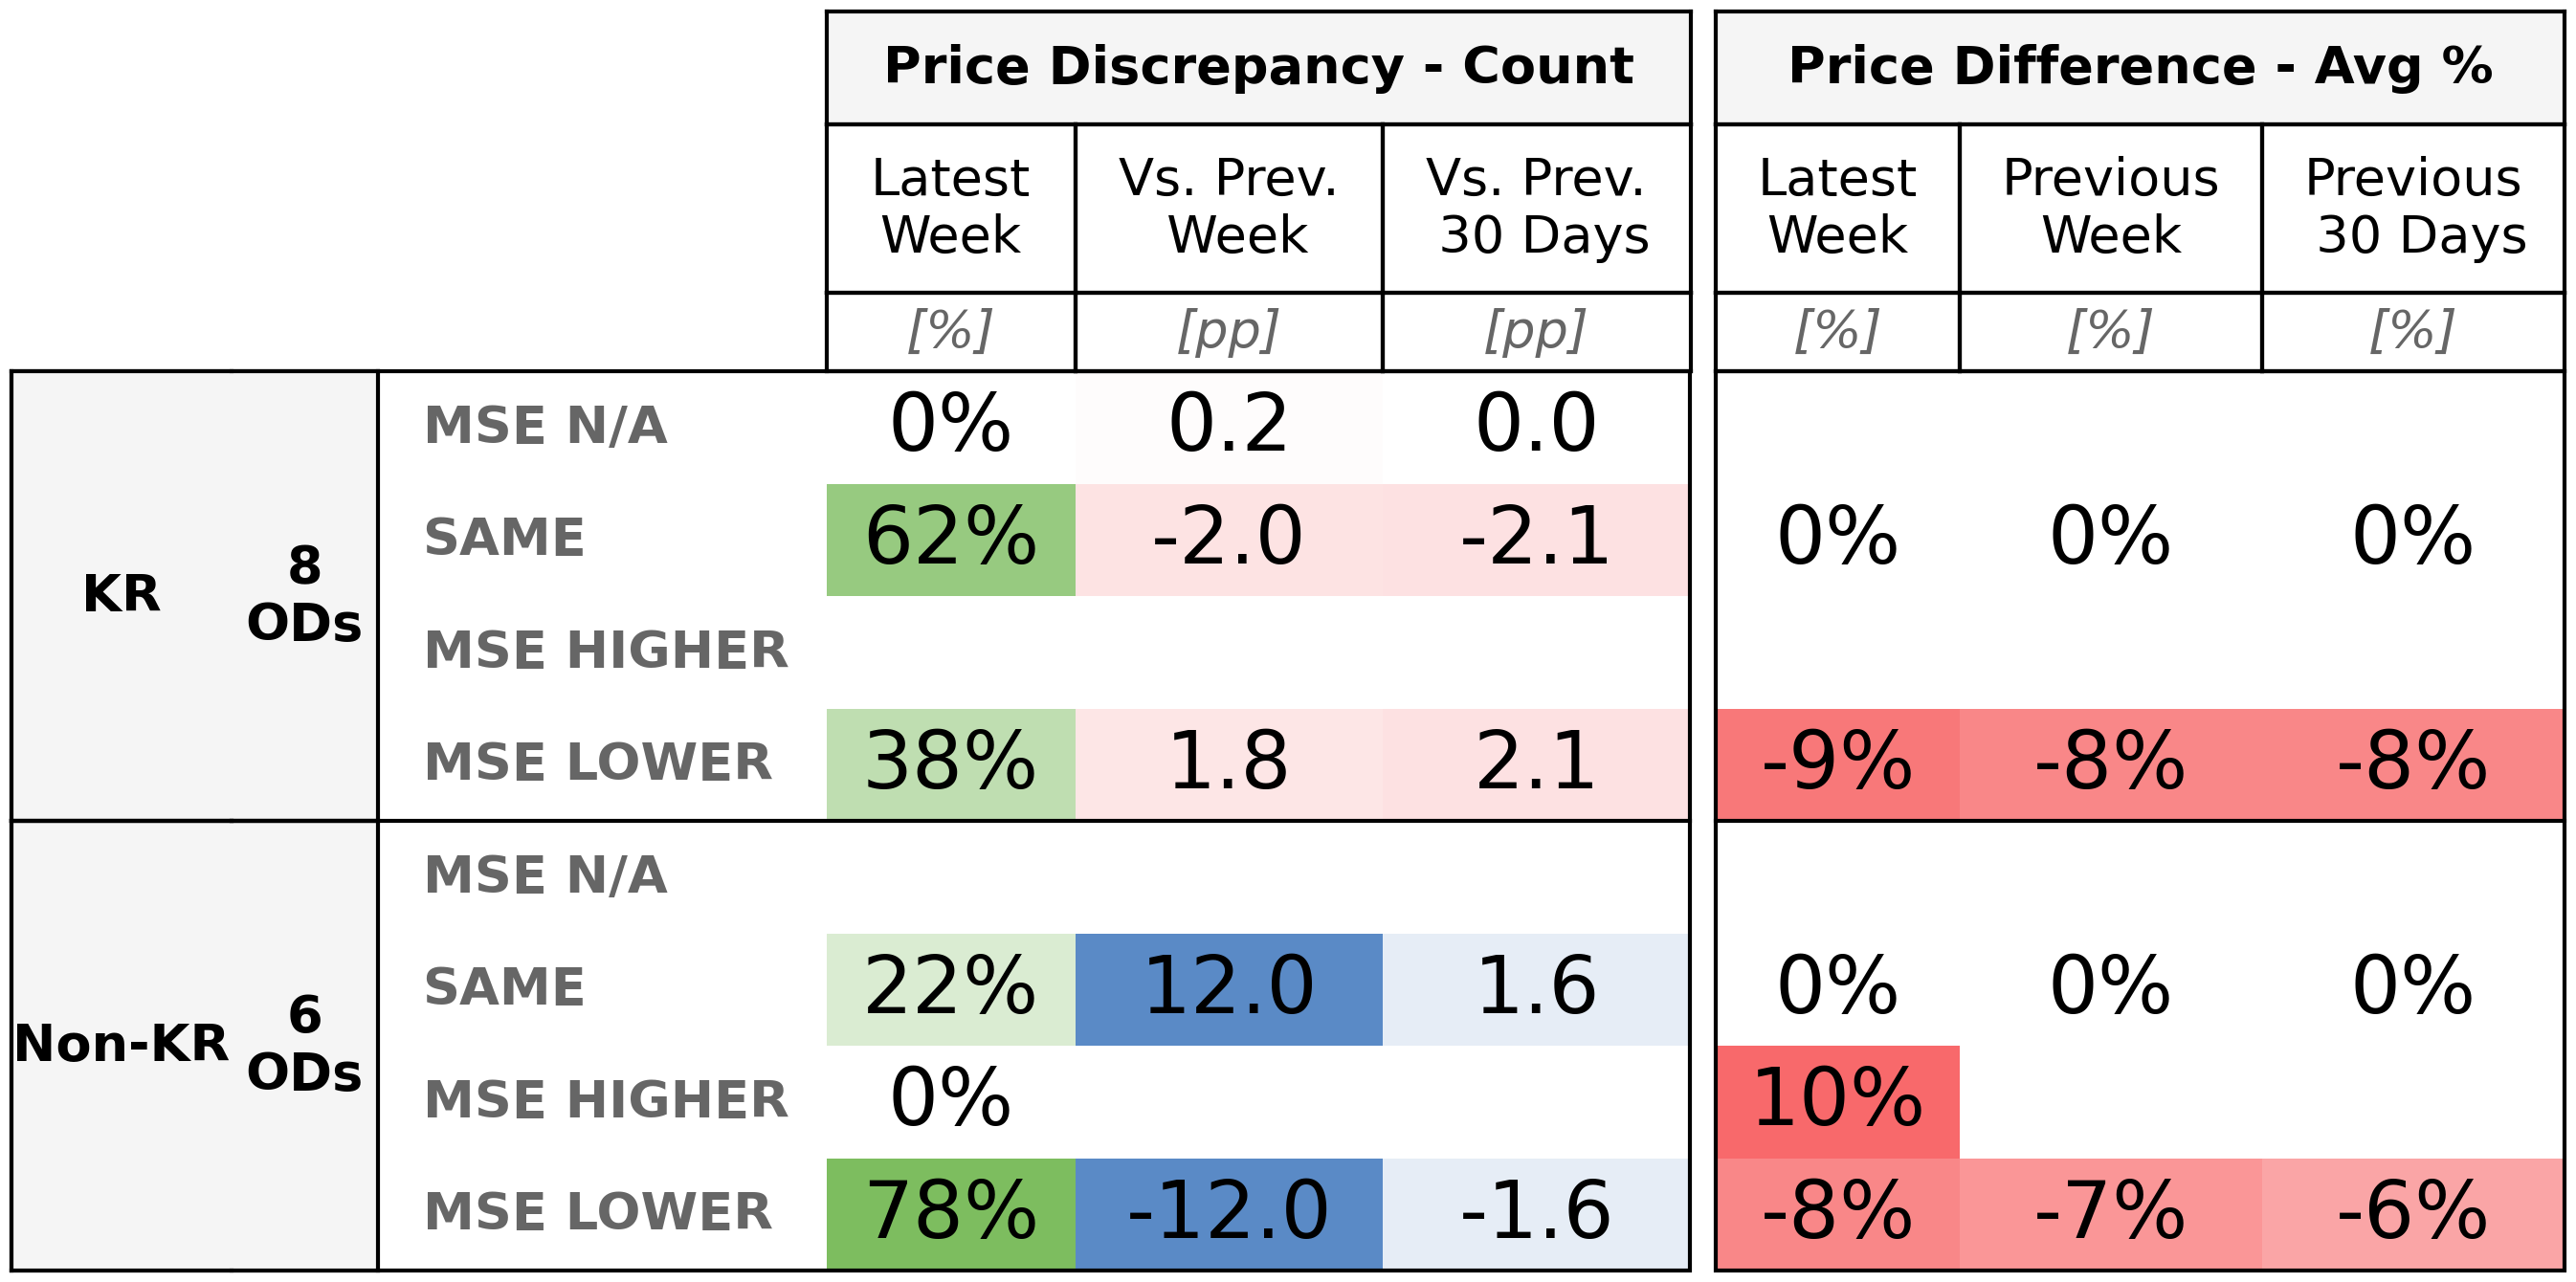 Price Discrepancy - Count Price Difference - Avg %
Latest Week Vs. Prev. Week Vs. Prev. 30 Days Latest Week Previous Week Previous 30 Days
[%] [pp] [pp] [%] [%] [%]
KR 8 ODs
MSE N/A 0% 0.2 0.0
SAME 62% -2.0 -2.1 0% 0% 0%
MSE HIGHER
MSE LOWER 38% 1.8 2.1 -9% -8% -8%
Non-KR 6 ODs
MSE N/A
SAME 22% 12.0 1.6 0% 0% 0%
MSE HIGHER 0% 10%
MSE LOWER 78% -12.0 -1.6 -8% -7% -6%